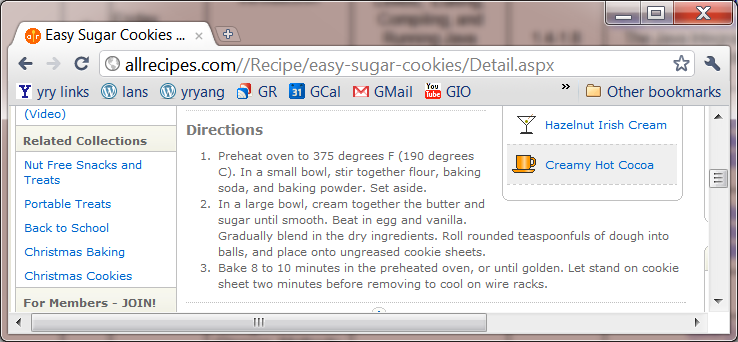 Easy Sugar Cookies ...
allrecipes.com//Recipe/easy-sugar-cookies/Detail.aspx
yry links lans yryang GR 31 GCal GMail You Tube GIO » Other bookmarks
(Video)
Related Collections
Nut Free Snacks and
Treats
Portable Treats
Back to School
Christmas Baking
Christmas Cookies
For Members - JOIN!
Directions
1. Preheat oven to 375 degrees F (190 degrees
C). In a small bowl, stir together flour, baking
soda, and baking powder. Set aside.
2. In a large bowl, cream together the butter and
sugar until smooth. Beat in egg and vanilla.
Gradually blend in the dry ingredients. Roll rounded teaspoonfuls of dough into
balls, and place onto ungreased cookie sheets.
3. Bake 8 to 10 minutes in the preheated oven, or until golden. Let stand on cookie
sheet two minutes before removing to cool on wire racks.
Hazelnut Irish Cream
Creamy Hot Cocoa